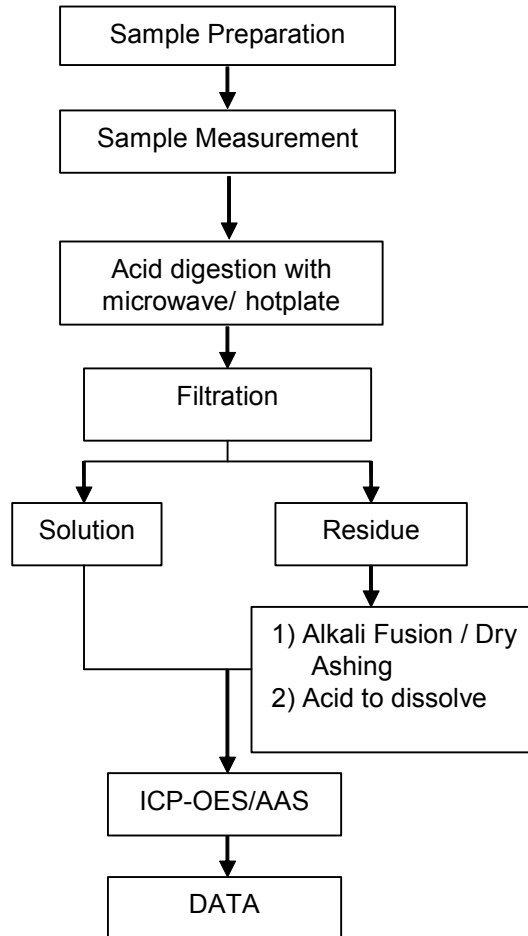 Sample Preparation
Sample Measurement
Acid digestion with
microwave/ hotplate
Filtration
Solution
Residue
1) Alkali Fusion / Dry
Ashing
2) Acid to dissolve
ICP-OES/AAS
DATA